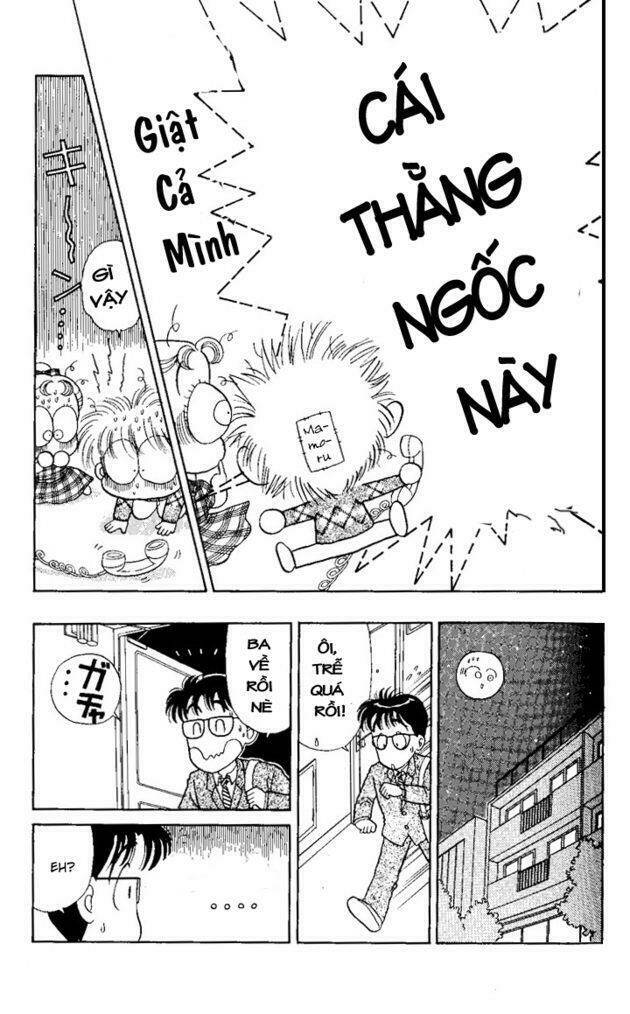 CÁI
THẰNG
NGỐC
NÀY
Giật
Cả
Mình
Ma-
mo-
ru
キーン
....
GÌ
VẬY
ÔI,
TRỄ
QUÁ
RỒI!
BA
VỀ
RỒI NÈ
ガチャ
...
....
EH?